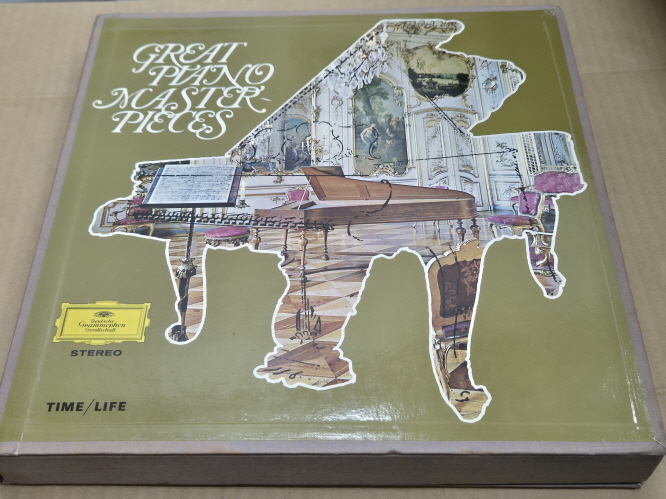 GREAT
PIANO
MASTER-
PIECES
Deutsche
Grammophon
Gesellschaft
STEREO
TIME/LIFE